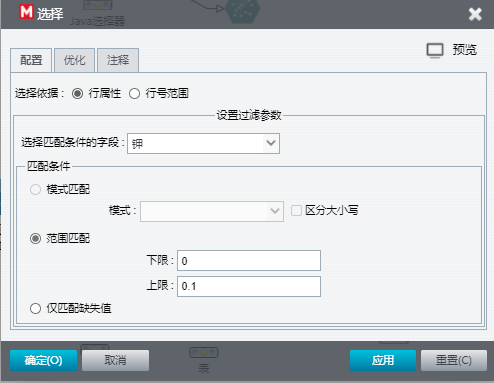 Java选择器
M 选择
预览
配置 优化 注释
选择依据： 行属性 行号范围
设置过滤参数
选择匹配条件的字段： 钾
匹配条件
模式匹配
模式： 区分大小写
范围匹配
下限： 0
上限： 0.1
仅匹配缺失值
确定(O) 取消 应用 重置(C)
表